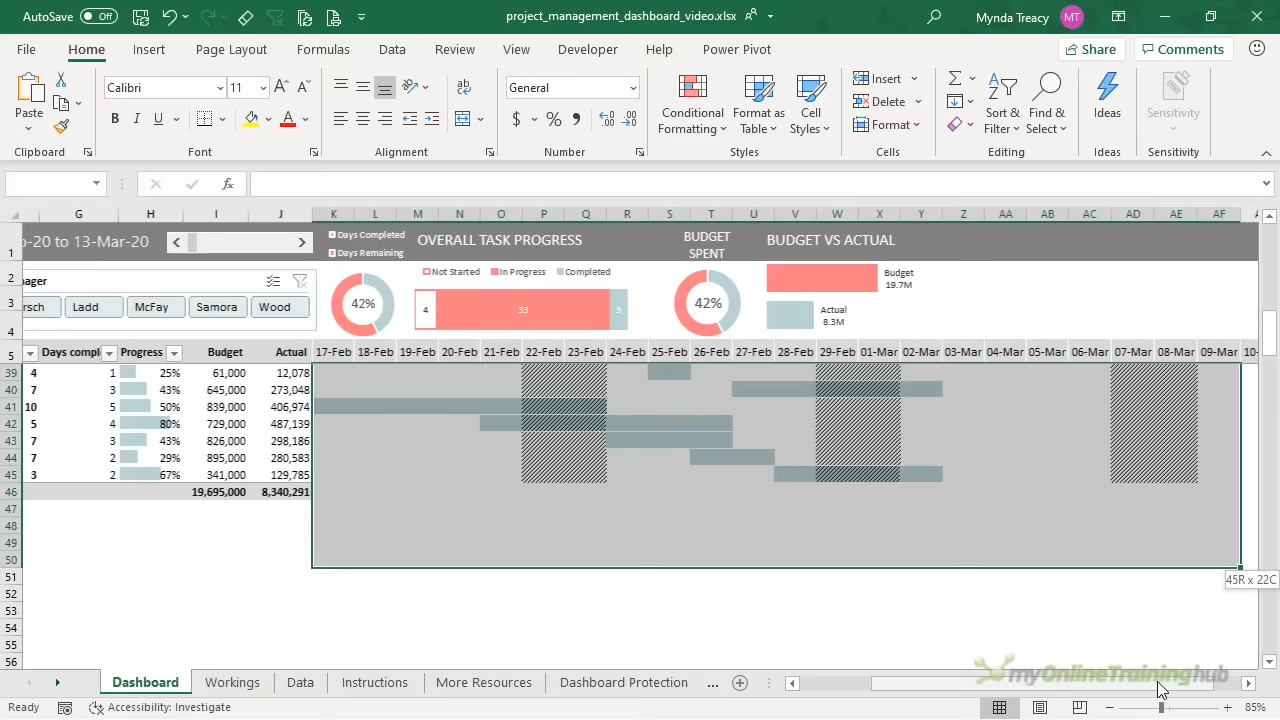 AutoSave Off project_management_dashboard_video.xlsx Mynda Treacy MT
File Home Insert Page Layout Formulas Data Review View Developer Help Power Pivot Share Comments
Paste
Calibri 11
B I U
General
$ % 9
Conditional Formatting
Format as Table
Cell Styles
Insert
Delete
Format
Sort & Filter
Find & Select
Ideas
Sensitivity
Clipboard Font Alignment Number Styles Cells Editing Ideas Sensitivity
fx
G H I J K L M N O P Q R S T U V W X Y Z AA AB AC AD AE AF
1 o-20 to 13-Mar-20 Days Completed Days Remaining OVERALL TASK PROGRESS BUDGET SPENT BUDGET VS ACTUAL
2 nager Not Started In Progress Completed Budget 19.7M
3 rsch Ladd McFay Samora Wood 42% 4 33 3 42% Actual 8.3M
4
5 Days compl Progress Budget Actual 17-Feb 18-Feb 19-Feb 20-Feb 21-Feb 22-Feb 23-Feb 24-Feb 25-Feb 26-Feb 27-Feb 28-Feb 29-Feb 01-Mar 02-Mar 03-Mar 04-Mar 05-Mar 06-Mar 07-Mar 08-Mar 09-Mar 10-
39 4 1 25% 61,000 12,078
40 7 3 43% 645,000 273,048
41 10 5 50% 839,000 406,974
42 5 4 80% 729,000 487,139
43 7 3 43% 826,000 298,186
44 7 2 29% 895,000 280,583
45 3 2 67% 341,000 129,785
46 19,695,000 8,340,291
47
48
49
50
51 45R x 22C
52
53
54
55
56
myOnlineTraininghub
Dashboard Workings Data Instructions More Resources Dashboard Protection ...
Ready Accessibility: Investigate 85%